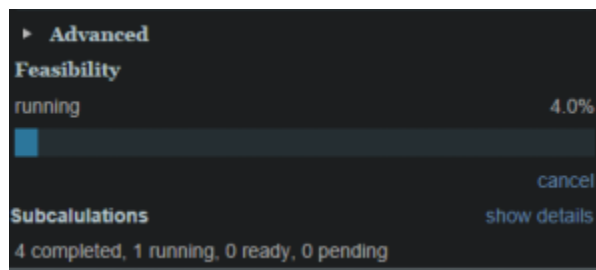 Advanced
Feasibility
running 4.0%
cancel
Subcalulations show details
4 completed, 1 running, 0 ready, 0 pending